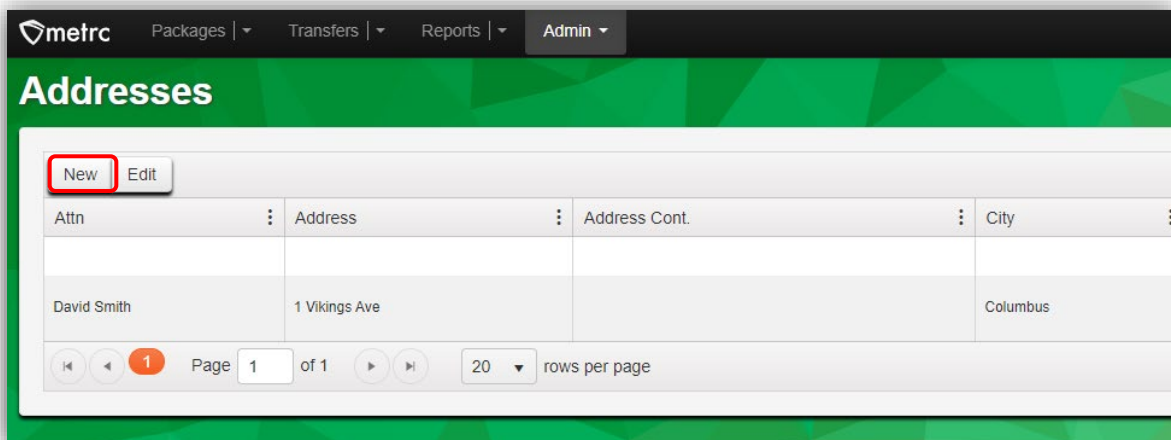 metrc Packages | Transfers | Reports | Admin
Addresses
New Edit
Attn Address Address Cont. City
David Smith 1 Vikings Ave Columbus
1 Page 1 of 1 20 rows per page